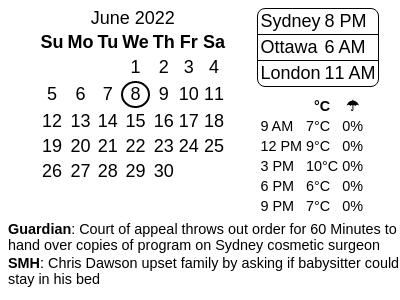 June 2022
Su Mo Tu We Th Fr Sa
1 2 3 4
5 6 7 8 9 10 11
12 13 14 15 16 17 18
19 20 21 22 23 24 25
26 27 28 29 30
Sydney 8 PM
Ottawa 6 AM
London 11 AM
°C ☂
9 AM 7°C 0%
12 PM 9°C 0%
3 PM 10°C 0%
6 PM 6°C 0%
9 PM 7°C 0%
Guardian: Court of appeal throws out order for 60 Minutes to
hand over copies of program on Sydney cosmetic surgeon
SMH: Chris Dawson upset family by asking if babysitter could
stay in his bed